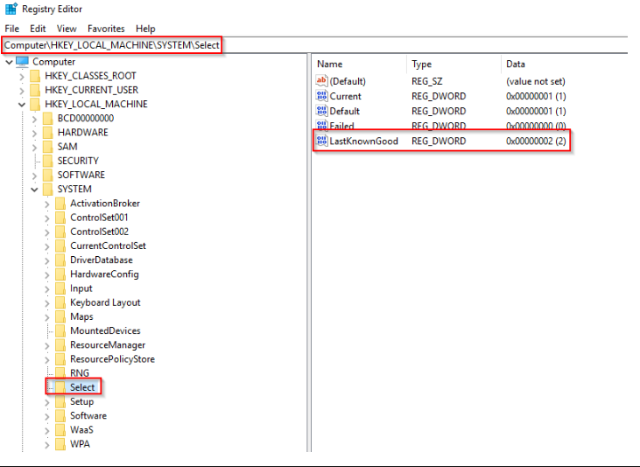 Registry Editor
File Edit View Favorites Help
Computer\HKEY_LOCAL_MACHINE\SYSTEM\Select
Computer
HKEY_CLASSES_ROOT
HKEY_CURRENT_USER
HKEY_LOCAL_MACHINE
BCD00000000
HARDWARE
SAM
SECURITY
SOFTWARE
SYSTEM
ActivationBroker
ControlSet001
ControlSet002
CurrentControlSet
DriverDatabase
HardwareConfig
Input
Keyboard Layout
Maps
MountedDevices
ResourceManager
ResourcePolicyStore
RNG
Select
Setup
Software
WaaS
WPA
Name Type Data
(Default) REG_SZ (value not set)
Current REG_DWORD 0x00000001 (1)
Default REG_DWORD 0x00000001 (1)
Failed REG_DWORD 0x00000000 (0)
LastKnownGood REG_DWORD 0x00000002 (2)